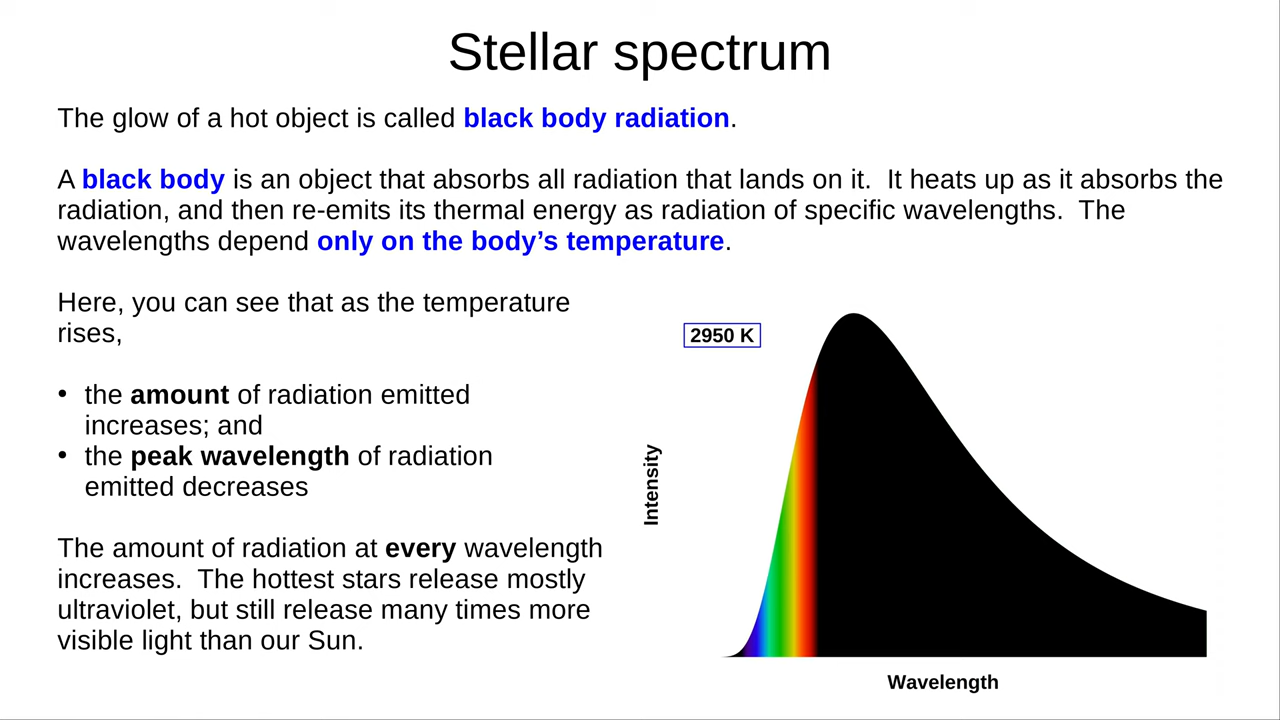 Stellar spectrum
The glow of a hot object is called black body radiation.
A black body is an object that absorbs all radiation that lands on it.  It heats up as it absorbs the
radiation, and then re-emits its thermal energy as radiation of specific wavelengths.  The
wavelengths depend only on the body’s temperature.
Here, you can see that as the temperature
rises,
• the amount of radiation emitted
increases; and
• the peak wavelength of radiation
emitted decreases
The amount of radiation at every wavelength
increases.  The hottest stars release mostly
ultraviolet, but still release many times more
visible light than our Sun.
2950 K
Intensity
Wavelength